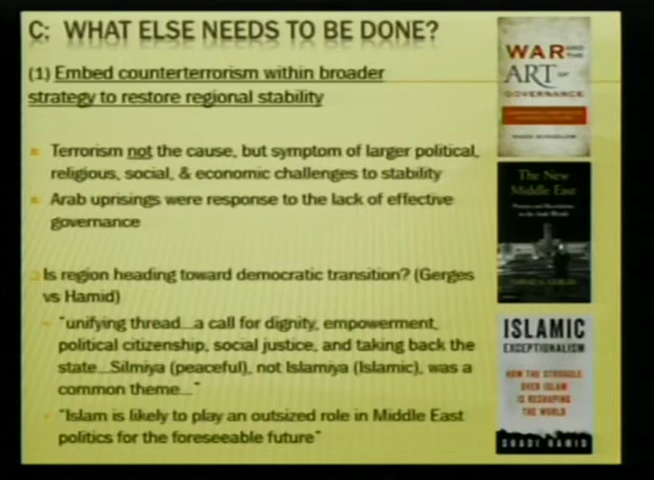 C: WHAT ELSE NEEDS TO BE DONE?
(1) Embed counterterrorism within broader
strategy to restore regional stability
Terrorism not the cause, but symptom of larger political,
religious, social, & economic challenges to stability
Arab uprisings were response to the lack of effective
governance
Is region heading toward democratic transition? (Gerges
vs Hamid)
"unifying thread...a call for dignity, empowerment,
political citizenship, social justice, and taking back the
state...Silmiya (peaceful), not Islamiya (Islamic), was a
common theme..."
"Islam is likely to play an outsized role in Middle East
politics for the foreseeable future"
WAR AND THE
ART OF
GOVERNANCE
The New
Middle East
ISLAMIC
EXCEPTIONALISM
HOW THE STRUGGLE
OVER ISLAM
IS RESHAPING
THE WORLD
SHADI HAMID